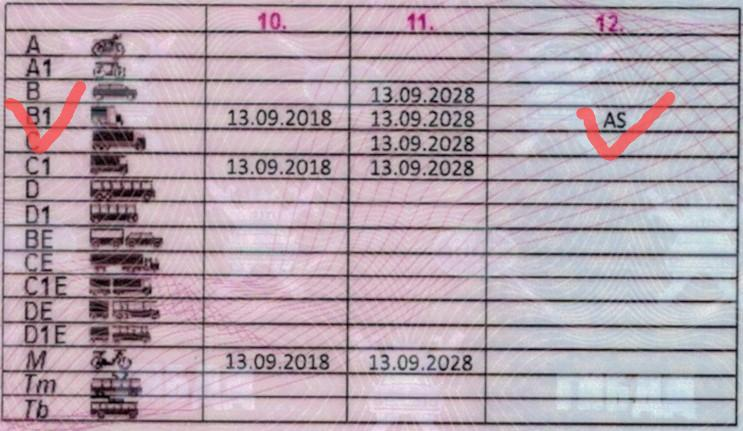 10. 11. 12.
A
A1
B 13.09.2028
B1 13.09.2018 13.09.2028 AS
C 13.09.2028
C1 13.09.2018 13.09.2028
D
D1
BE
CE
C1E
DE
D1E
M 13.09.2018 13.09.2028
Tm
Tb